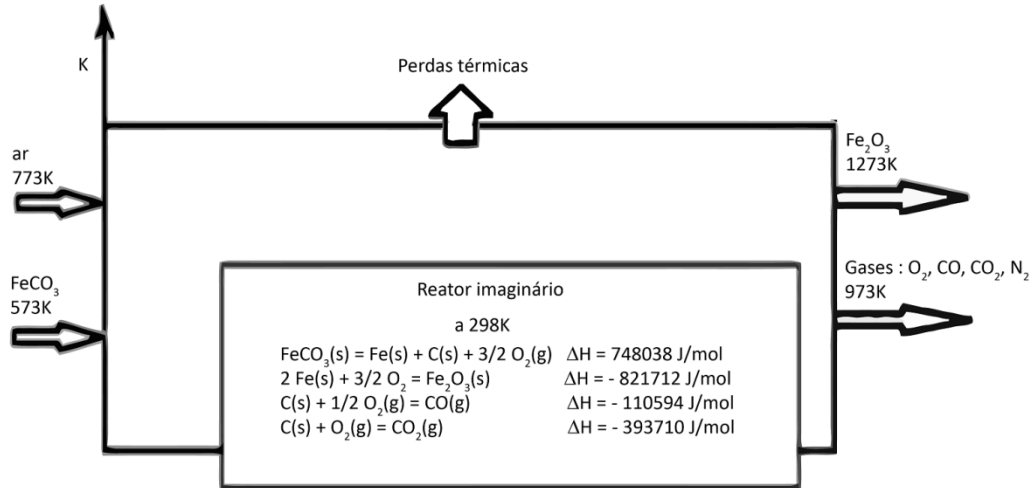 K
Perdas térmicas
ar
773K
Fe₂O₃
1273K
FeCO₃
573K
Gases : O₂, CO, CO₂, N₂
973K
Reator imaginário
a 298K
FeCO₃(s) = Fe(s) + C(s) + 3/2 O₂(g) ΔH = 748038 J/mol
2 Fe(s) + 3/2 O₂ = Fe₂O₃(s) ΔH = - 821712 J/mol
C(s) + 1/2 O₂(g) = CO(g) ΔH = - 110594 J/mol
C(s) + O₂(g) = CO₂(g) ΔH = - 393710 J/mol